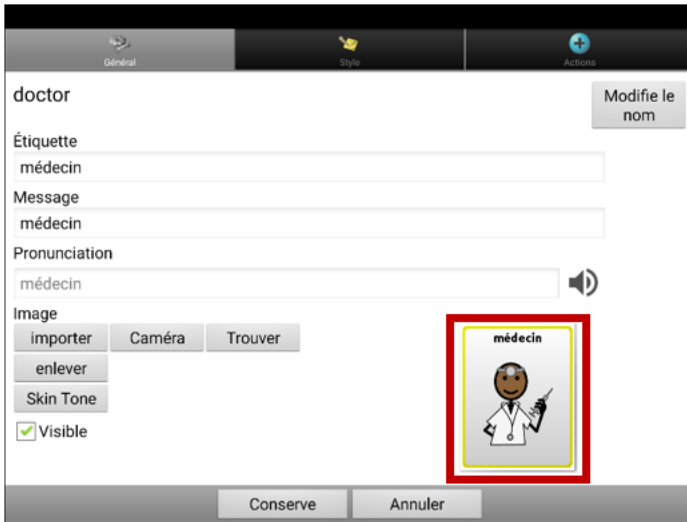 Général
Style
Actions
doctor
Modifie le
nom
Étiquette
médecin
Message
médecin
Pronunciation
médecin
Image
importer
Caméra
Trouver
enlever
Skin Tone
Visible
médecin
Conserve
Annuler